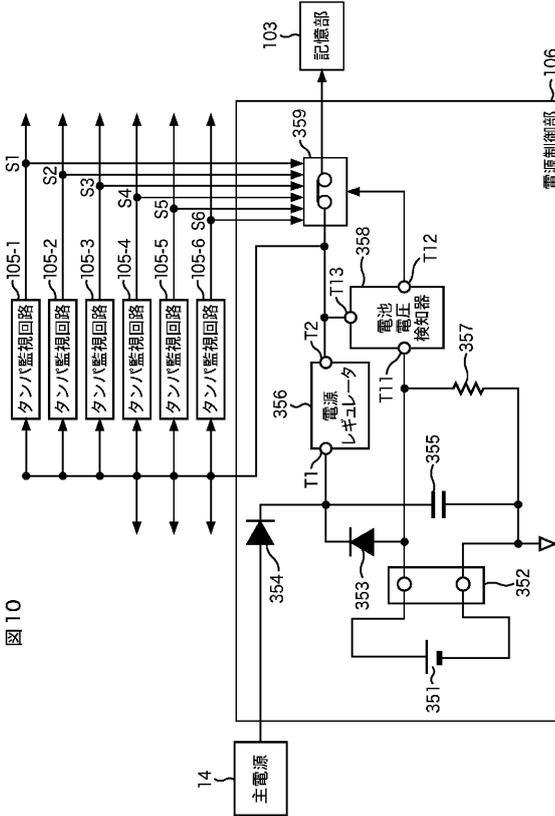 図10
タンパ監視回路
105-1
S1
タンパ監視回路
105-2
S2
タンパ監視回路
105-3
S3
タンパ監視回路
105-4
S4
タンパ監視回路
105-5
S5
タンパ監視回路
105-6
S6
14
主電源
354
T1
356
電源
レギュレータ
T2
T13
358
電池
電圧
検知器
T11
T12
359
103
記憶部
351
352
353
355
357
106
電源制御部